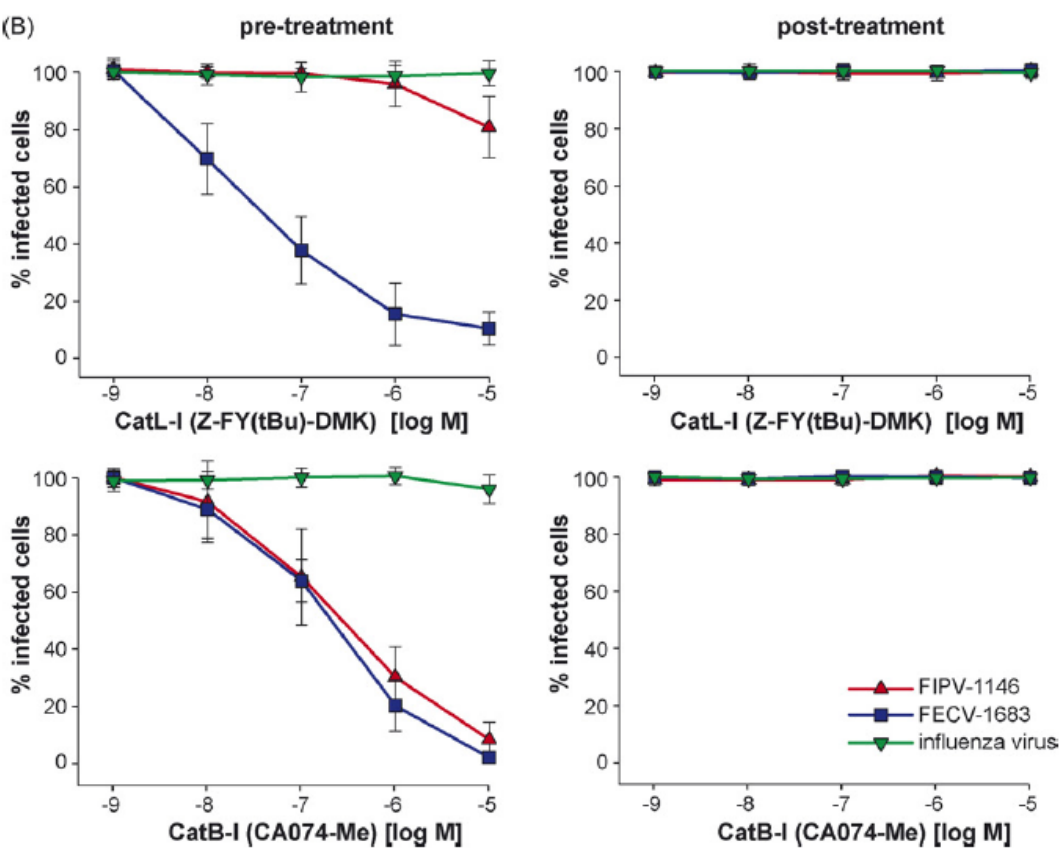 (B)
pre-treatment
post-treatment
% infected cells
100
80
60
40
20
0
-9 -8 -7 -6 -5
CatL-I (Z-FY(tBu)-DMK) [log M]
% infected cells
100
80
60
40
20
0
-9 -8 -7 -6 -5
CatL-I (Z-FY(tBu)-DMK) [log M]
% infected cells
100
80
60
40
20
0
-9 -8 -7 -6 -5
CatB-I (CA074-Me) [log M]
% infected cells
100
80
60
40
20
0
FIPV-1146
FECV-1683
influenza virus
-9 -8 -7 -6 -5
CatB-I (CA074-Me) [log M]